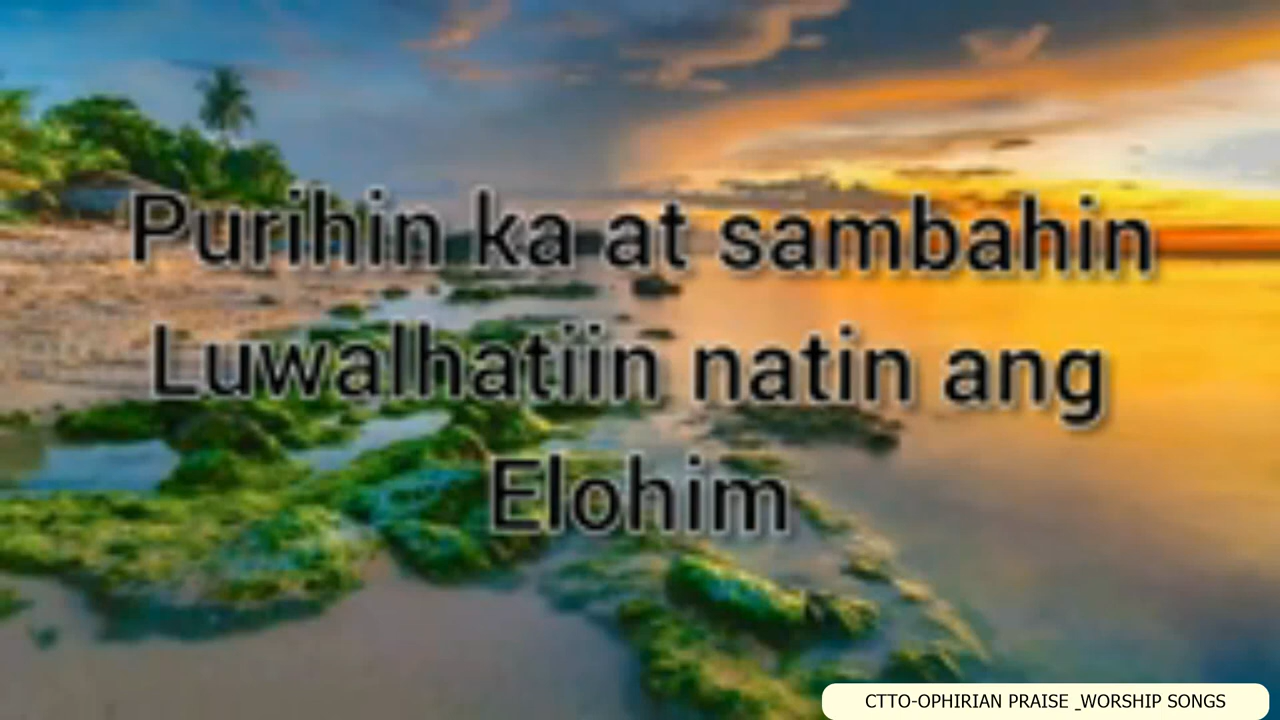 Purihin ka at sambahin
Luwalhatiin natin ang
Elohim
CTTO-OPHIRIAN PRAISE _WORSHIP SONGS